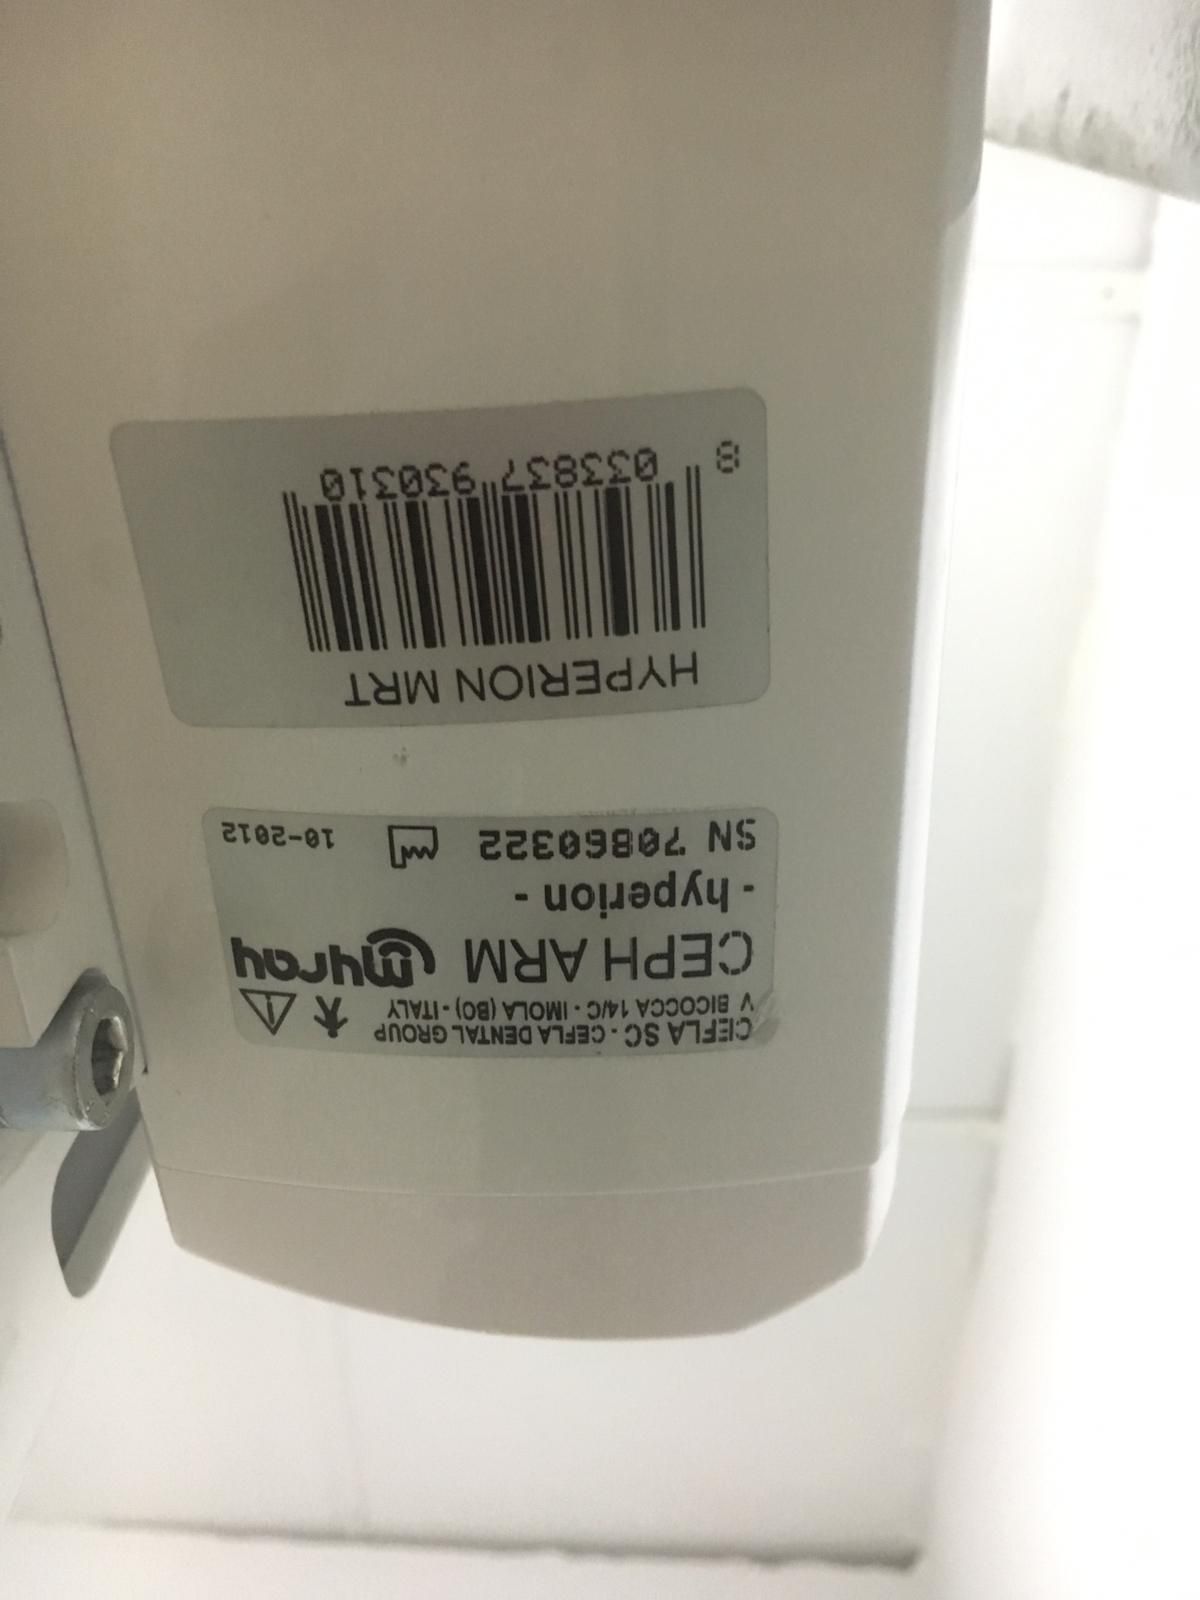 CEFLA SC - CEFLA DENTAL GROUP
V BICOCCA 14/C - IMOLA (BO) - ITALY
CEPH ARM myray
- hyperion -
SN 70860322 10-2012
HYPERION MRT
8 033837 930310